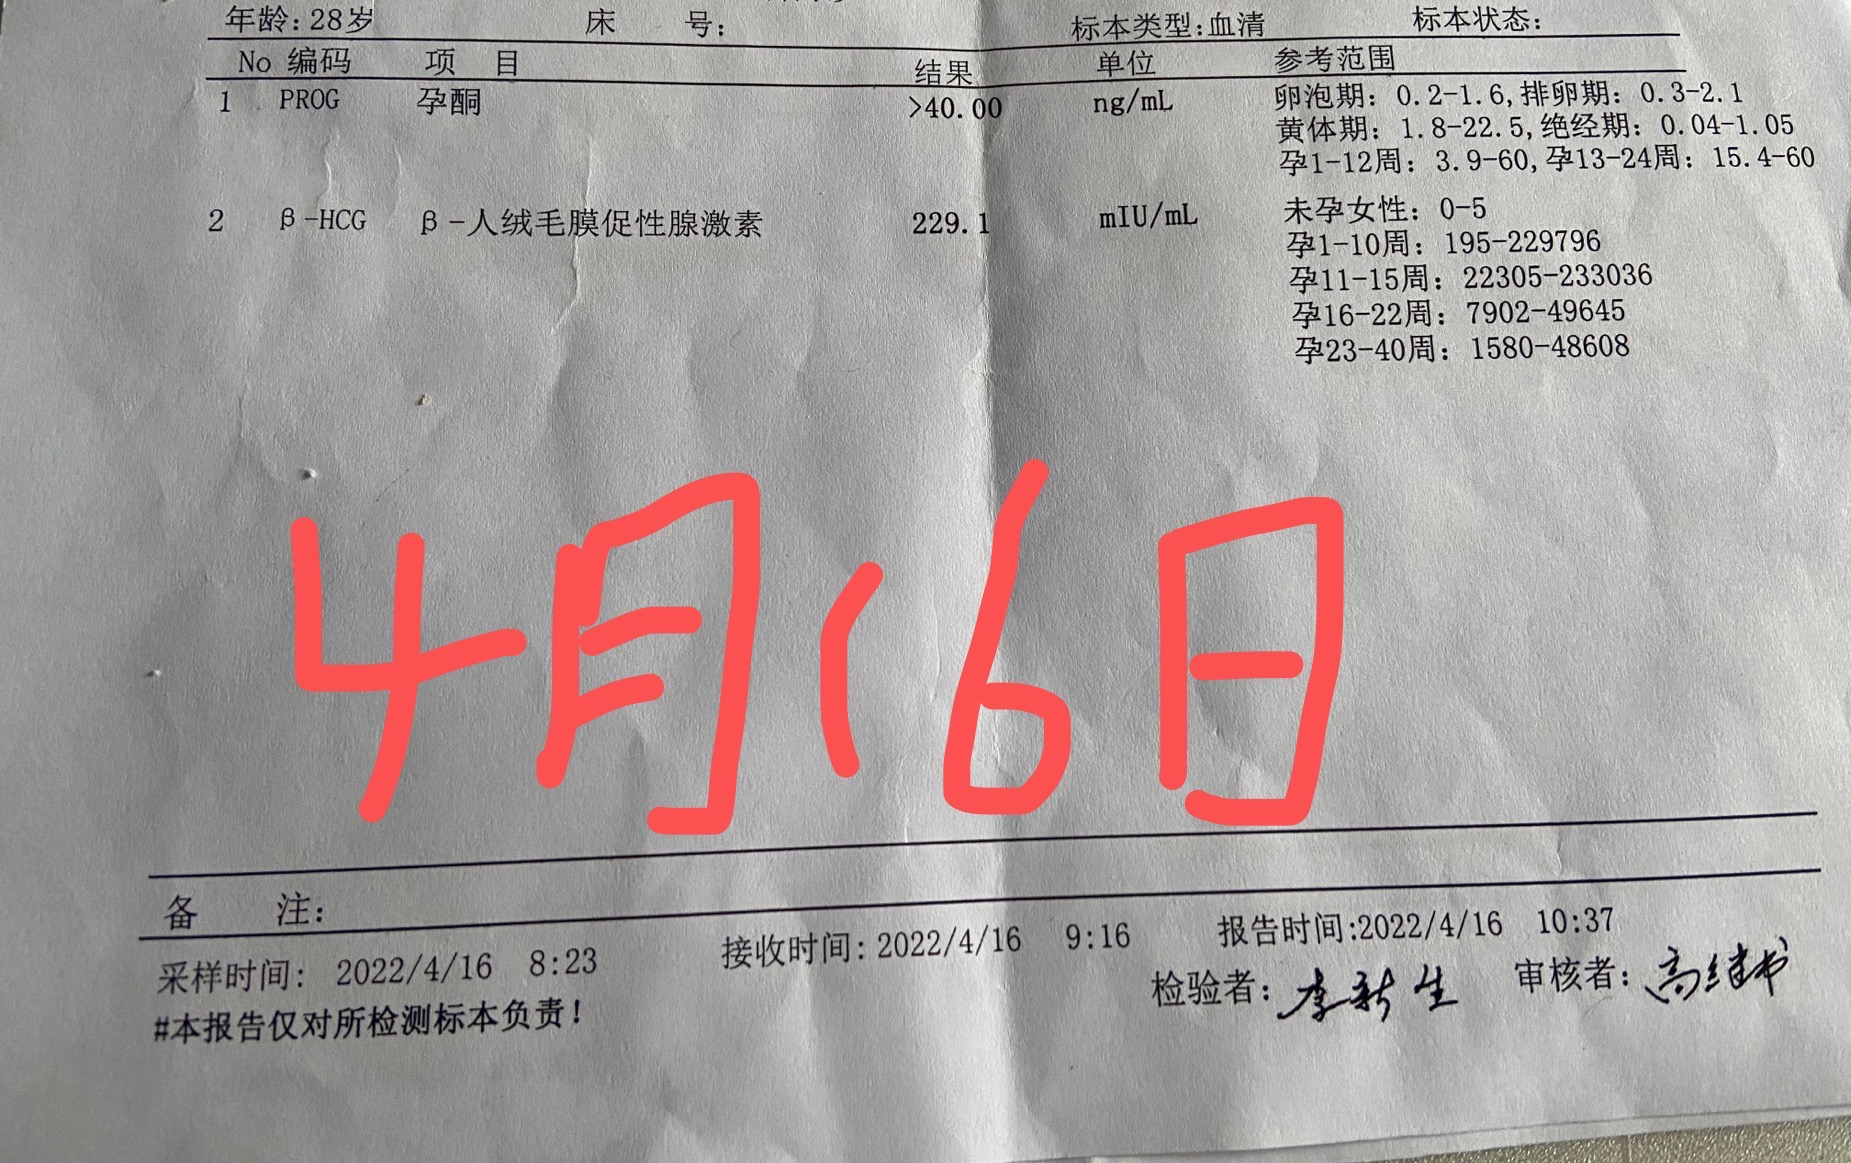 年龄:28岁 床 号: 标本类型:血清 标本状态:
No 编码 项 目 结果 单位 参考范围
1 PROG 孕酮 >40.00 ng/mL 卵泡期: 0.2-1.6,排卵期: 0.3-2.1
黄体期: 1.8-22.5,绝经期: 0.04-1.05
孕1-12周: 3.9-60,孕13-24周: 15.4-60
2 β-HCG β-人绒毛膜促性腺激素 229.1 mIU/mL 未孕女性: 0-5
孕1-10周: 195-229796
孕11-15周: 22305-233036
孕16-22周: 7902-49645
孕23-40周: 1580-48608
4月16日
备 注:
采样时间: 2022/4/16 8:23 接收时间: 2022/4/16 9:16 报告时间:2022/4/16 10:37
#本报告仅对所检测标本负责! 检验者: 李新生 审核者: